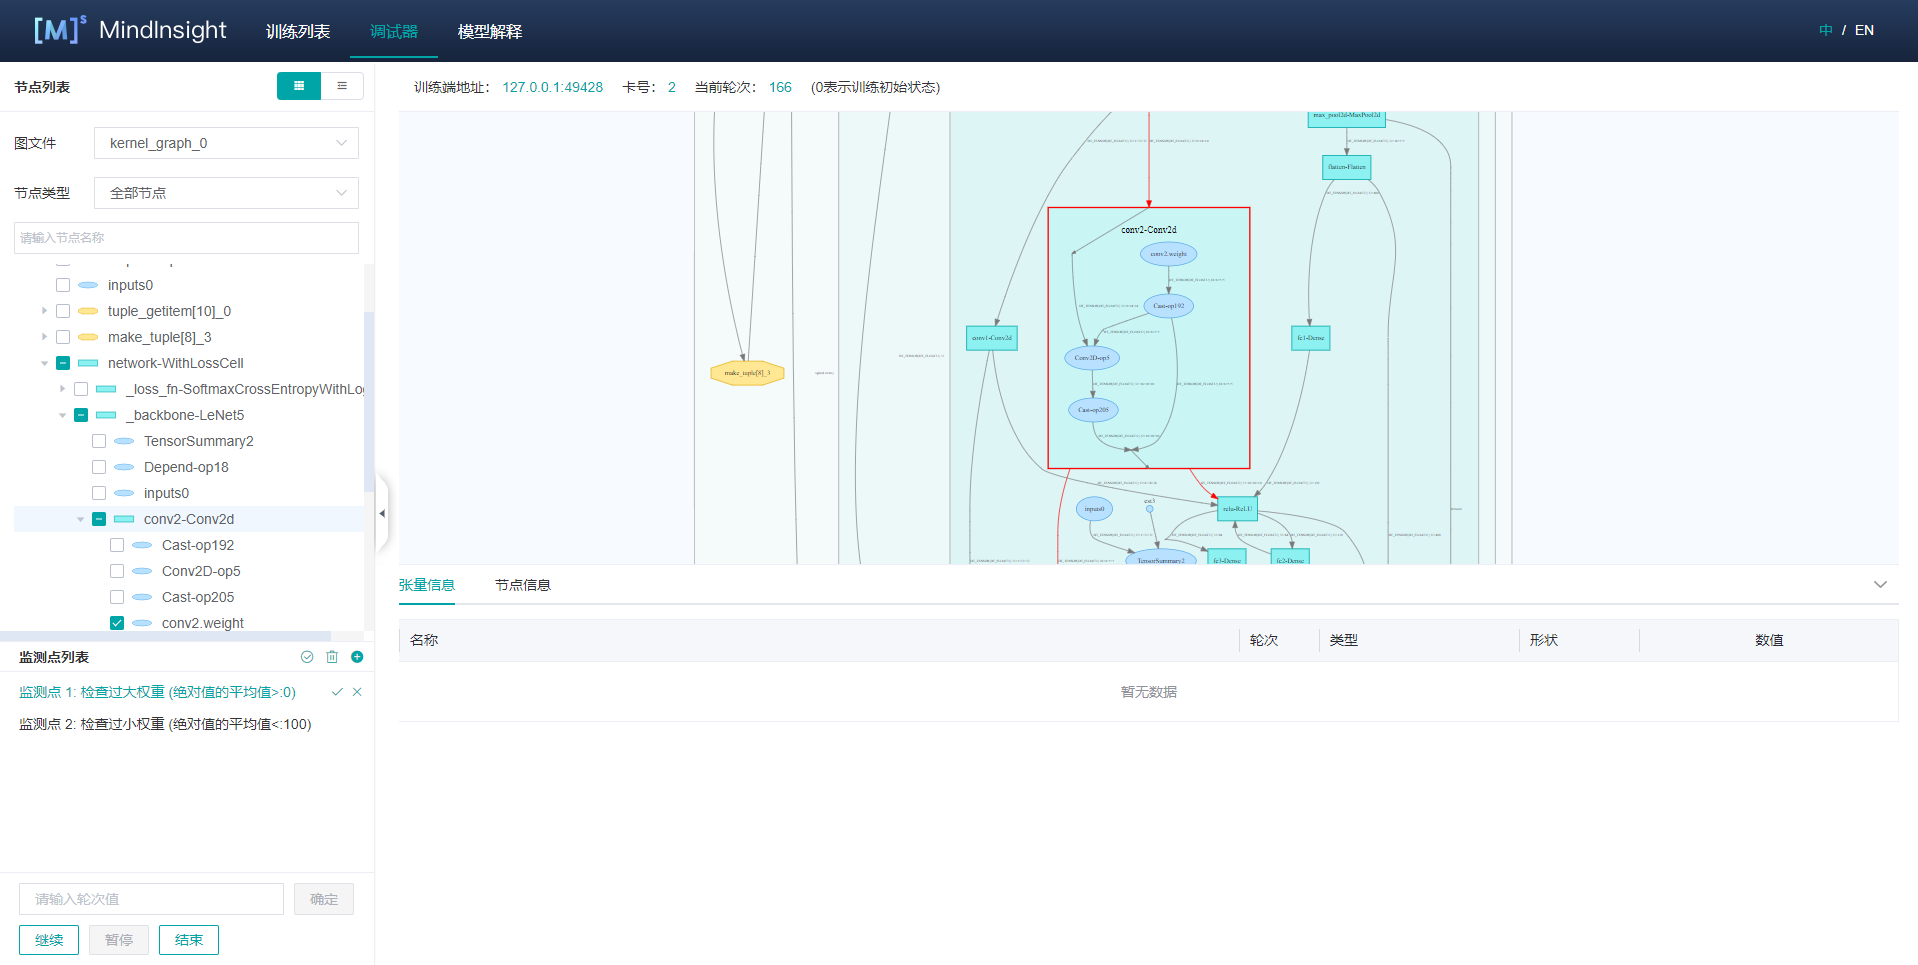 [M]s MindInsight 训练列表 调试器 模型解释 中 / EN
节点列表
训练端地址： 127.0.0.1:49428 卡号： 2 当前轮次： 166 (0表示训练初始状态)
图文件 kernel_graph_0
节点类型 全部节点
请输入节点名称
inputs0
tuple_getitem[10]_0
make_tuple[8]_3
network-WithLossCell
_loss_fn-SoftmaxCrossEntropyWithLo
_backbone-LeNet5
TensorSummary2
Depend-op18
inputs0
conv2-Conv2d
Cast-op192
Conv2D-op5
Cast-op205
conv2.weight
监测点列表
监测点 1: 检查过大权重 (绝对值的平均值>:0)
监测点 2: 检查过小权重 (绝对值的平均值<:100)
请输入轮次值 确定
继续 暂停 结束
max_pool2d-MaxPool2d
flatten-Flatten
conv2-Conv2d
conv2.weight
Cast-op192
conv1-Conv2d
fc1-Dense
Conv2D-op5
make_tuple[8]_3
Cast-op205
cst3
inputs0
relu-ReLU
TensorSummary2
fc3-Dense
fc2-Dense
张量信息 节点信息
名称 轮次 类型 形状 数值
暂无数据